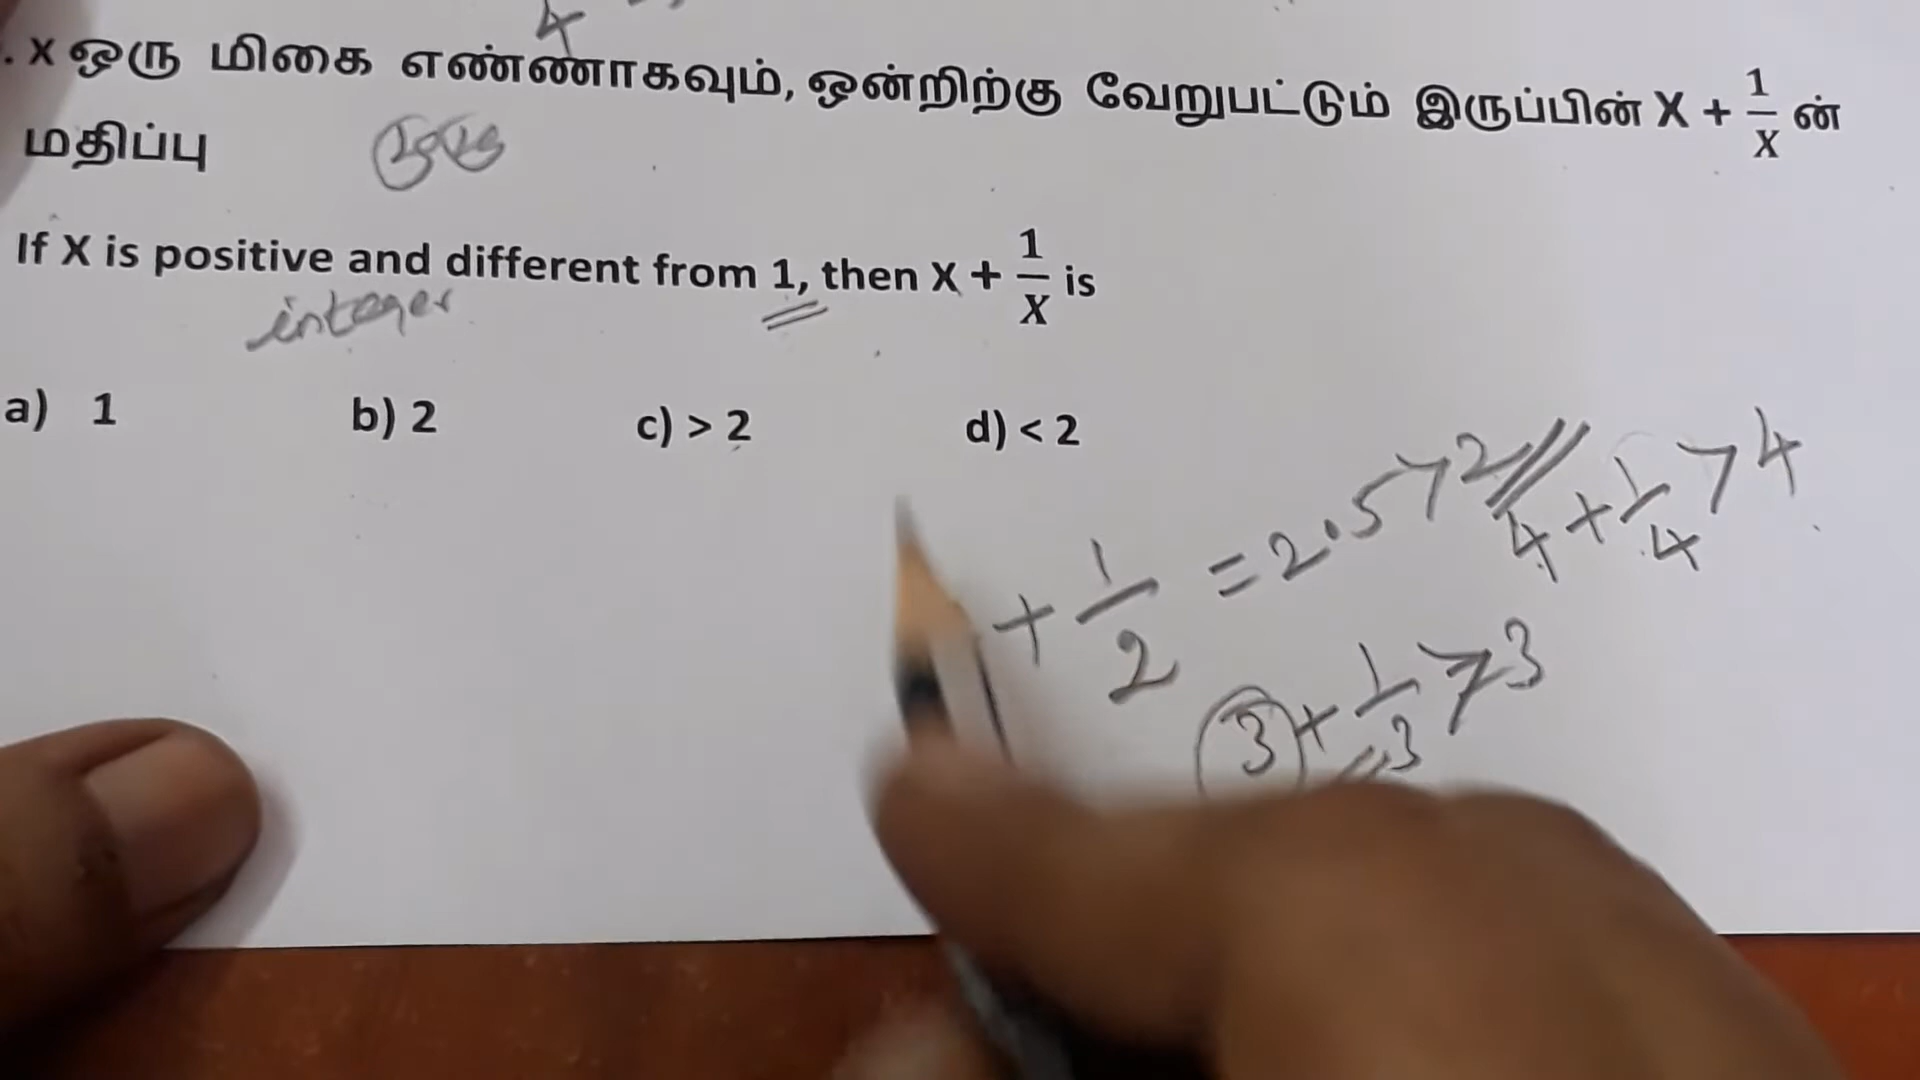 4
. x ஒரு மிகை எண்ணாகவும், ஒன்றிற்கு வேறுபட்டும் இருப்பின் X + 1/X ன்
மதிப்பு
If X is positive and different from 1, then X + 1/X is
integer
a) 1 b) 2 c) > 2 d) < 2
+ 1/2 = 2.5 > 2
4 + 1/4 > 4
3 + 1/3 > 3